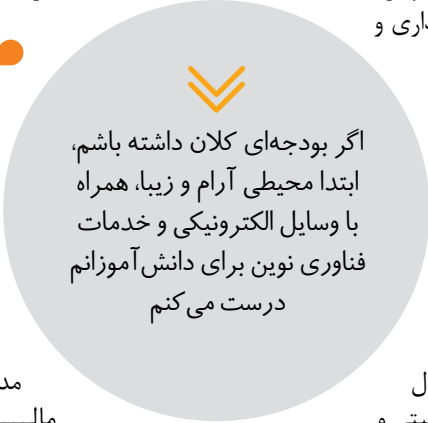 داری و
اگر بودجه‌ای کلان داشته باشم،
ابتدا محیطی آرام و زیبا، همراه
با وسایل الکترونیکی و خدمات
فناوری نوین برای دانش‌آموزانم
درست می‌کنم